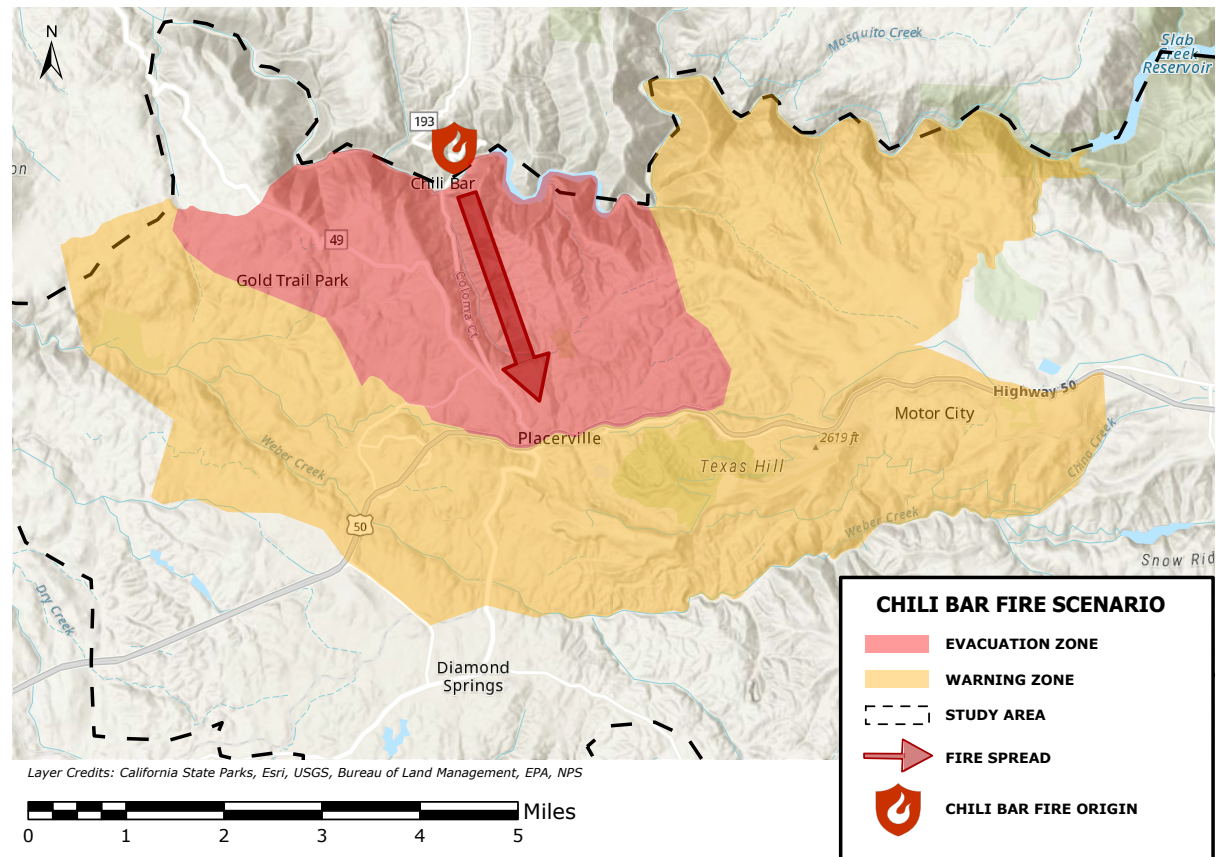 N
Mosquito Creek
Slab
Creek
Reservoir
193
on
Chili Bar
49
Gold Trail Park
Coloma Ct
Highway 50
Motor City
Placerville
2619 ft
Texas Hill
Weber Creek
China Creek
50
Weber Creek
Snow Rid
Dry Creek
Diamond
Springs
CHILI BAR FIRE SCENARIO
EVACUATION ZONE
WARNING ZONE
STUDY AREA
FIRE SPREAD
CHILI BAR FIRE ORIGIN
Layer Credits: California State Parks, Esri, USGS, Bureau of Land Management, EPA, NPS
Miles
0 1 2 3 4 5